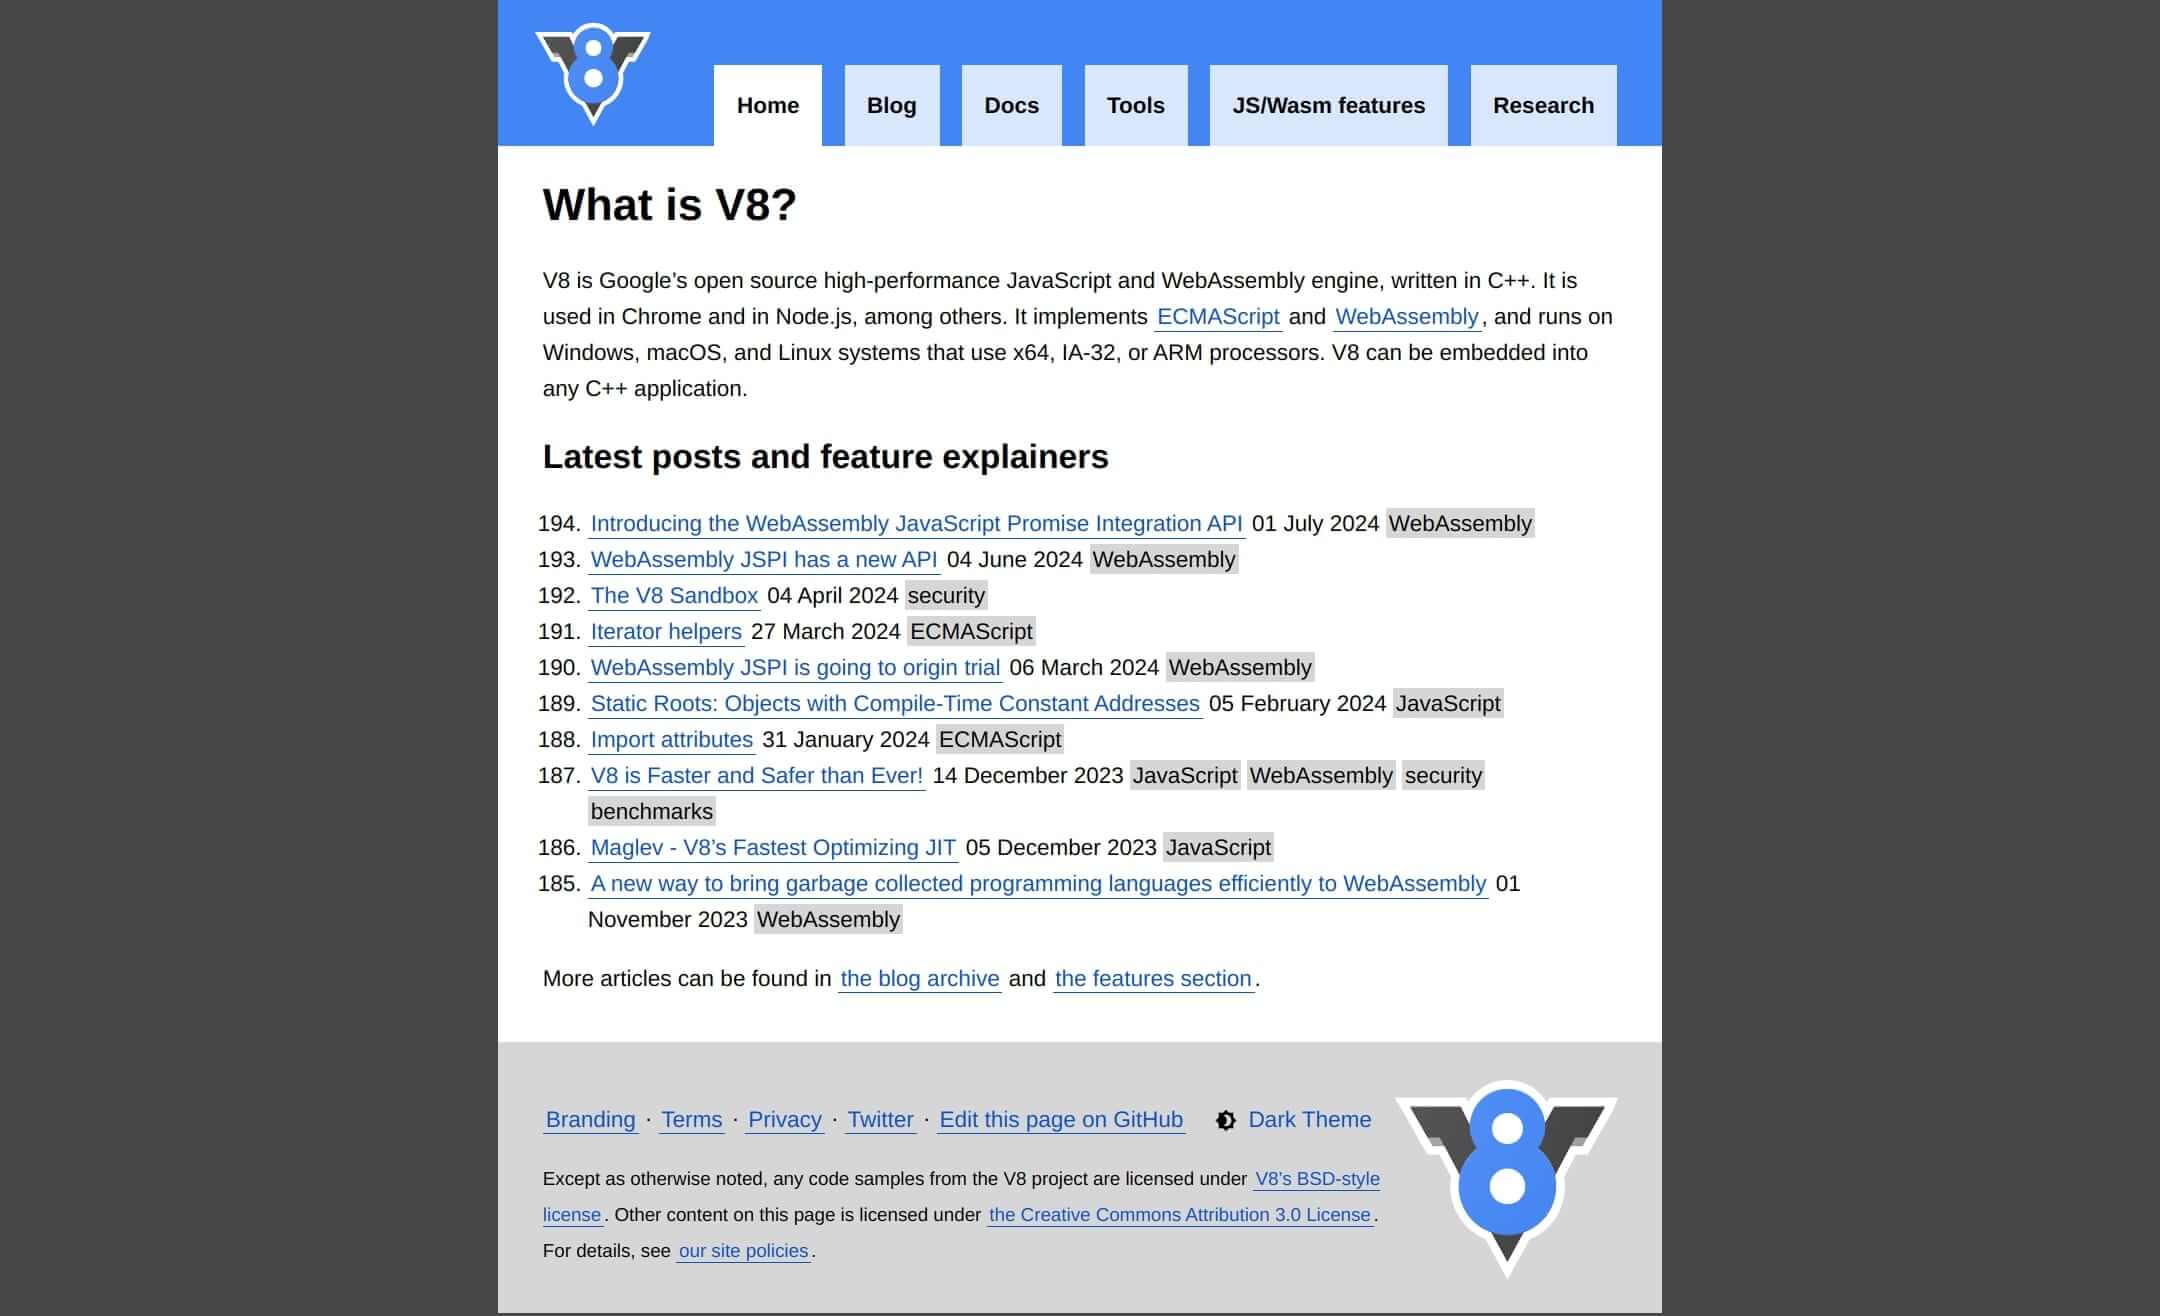 Home Blog Docs Tools JS/Wasm features Research
What is V8?
V8 is Google’s open source high-performance JavaScript and WebAssembly engine, written in C++. It is
used in Chrome and in Node.js, among others. It implements ECMAScript and WebAssembly, and runs on
Windows, macOS, and Linux systems that use x64, IA-32, or ARM processors. V8 can be embedded into
any C++ application.
Latest posts and feature explainers
194. Introducing the WebAssembly JavaScript Promise Integration API 01 July 2024 WebAssembly
193. WebAssembly JSPI has a new API 04 June 2024 WebAssembly
192. The V8 Sandbox 04 April 2024 security
191. Iterator helpers 27 March 2024 ECMAScript
190. WebAssembly JSPI is going to origin trial 06 March 2024 WebAssembly
189. Static Roots: Objects with Compile-Time Constant Addresses 05 February 2024 JavaScript
188. Import attributes 31 January 2024 ECMAScript
187. V8 is Faster and Safer than Ever! 14 December 2023 JavaScript WebAssembly security
benchmarks
186. Maglev - V8’s Fastest Optimizing JIT 05 December 2023 JavaScript
185. A new way to bring garbage collected programming languages efficiently to WebAssembly 01
November 2023 WebAssembly
More articles can be found in the blog archive and the features section.
Branding · Terms · Privacy · Twitter · Edit this page on GitHub Dark Theme
Except as otherwise noted, any code samples from the V8 project are licensed under V8’s BSD-style
license. Other content on this page is licensed under the Creative Commons Attribution 3.0 License.
For details, see our site policies.